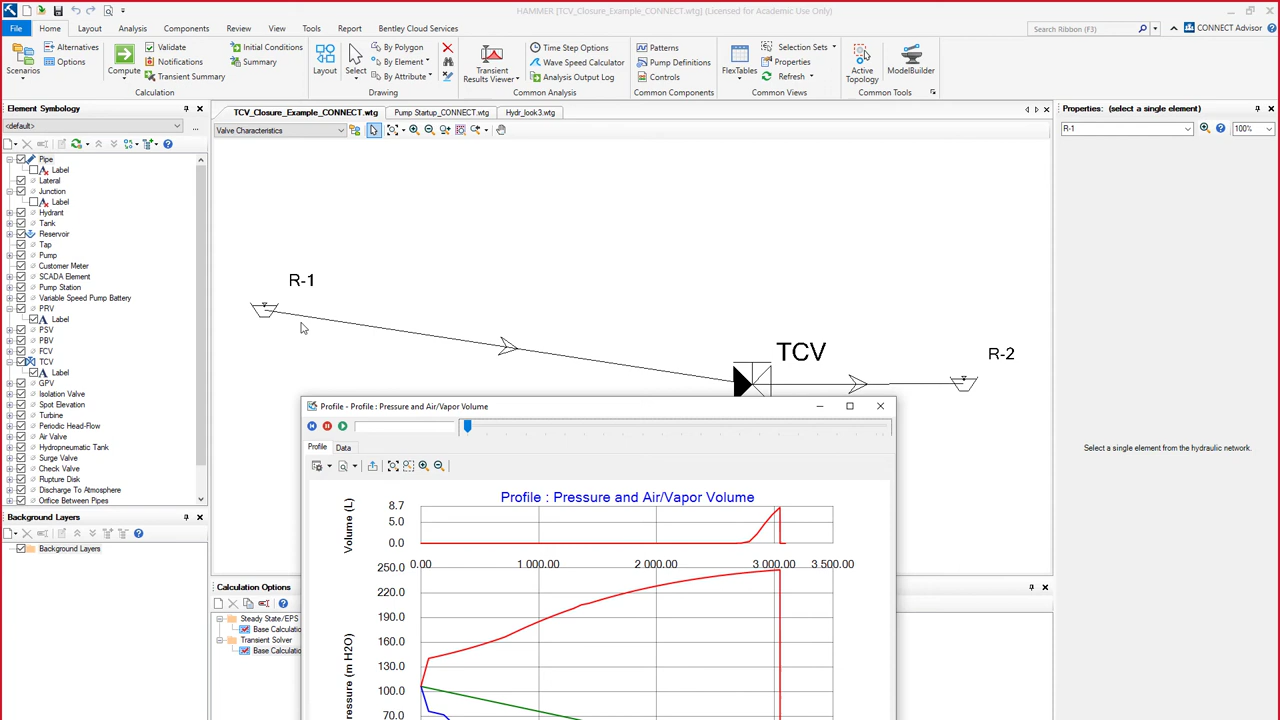 HAMMER [TCV_Closure_Example_CONNECT.wtg] (Licensed for Academic Use Only)
File Home Layout Analysis Components Review View Tools Report Bentley Cloud Services Search Ribbon (F3) CONNECT Advisor
Scenarios Alternatives Options Compute Validate Notifications Transient Summary Initial Conditions Summary Layout Select By Polygon By Element By Attribute Transient Results Viewer Time Step Options Wave Speed Calculator Analysis Output Log Patterns Pump Definitions Controls FlexTables Selection Sets Properties Refresh Active Topology ModelBuilder
Calculation Drawing Common Analysis Common Components Common Views Common Tools
Element Symbology
<default>
...
Pipe
Label
Lateral
Junction
Label
Hydrant
Tank
Reservoir
Tap
Pump
Customer Meter
SCADA Element
Pump Station
Variable Speed Pump Battery
PRV
Label
PSV
PBV
FCV
TCV
Label
GPV
Isolation Valve
Spot Elevation
Turbine
Periodic Head-Flow
Air Valve
Hydropneumatic Tank
Surge Valve
Check Valve
Rupture Disk
Discharge To Atmosphere
Orifice Between Pipes
Background Layers
Background Layers
TCV_Closure_Example_CONNECT.wtg Pump Startup_CONNECT.wtg Hydr_look3.wtg
Valve Characteristics
R-1
TCV
R-2
Calculation Options
Steady State/EPS
Base Calculatio
Transient Solver
Base Calculatio
Profile - Profile : Pressure and Air/Vapor Volume
Profile Data
Profile : Pressure and Air/Vapor Volume
Volume (L)
8.7
5.0
0.0
0.00 1 000.00 2 000.00 3 000.00 3 500.00
250.0
220.0
190.0
160.0
130.0
100.0
70.0
ressure (m H2O)
Properties: (select a single element)
R-1 100%
Select a single element from the hydraulic network.